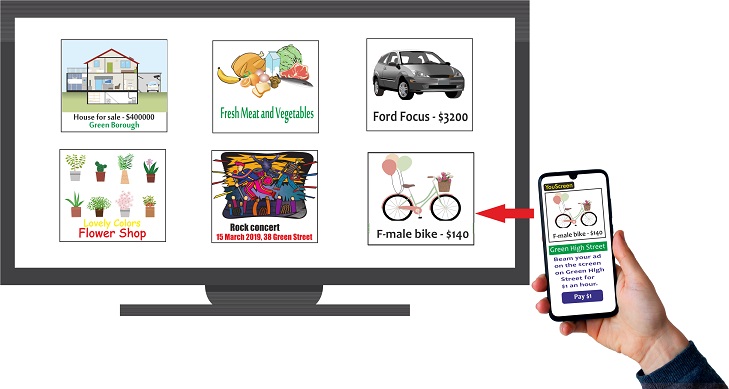 House for sale - $400000
Green Borough
Fresh Meat and Vegetables
Ford Focus - $3200
Lovely Colors
Flower Shop
Rock concert
15 March 2019, 38 Green Street
F-male bike - $140
YouScreen
F-male bike - $140
Green High Street
Beam your ad
on the screen
on Green High
Street for
$1 an hour.
Pay $1